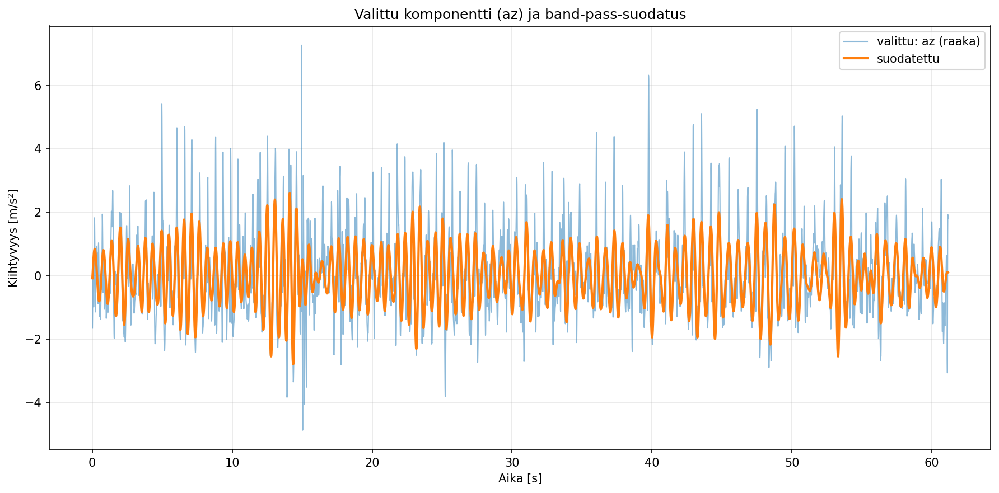 Valittu komponentti (az) ja band-pass-suodatus
valittu: az (raaka)
suodatettu
Kiihtyvyys [m/s²]
6
4
2
0
−2
−4
0
10
20
30
40
50
60
Aika [s]